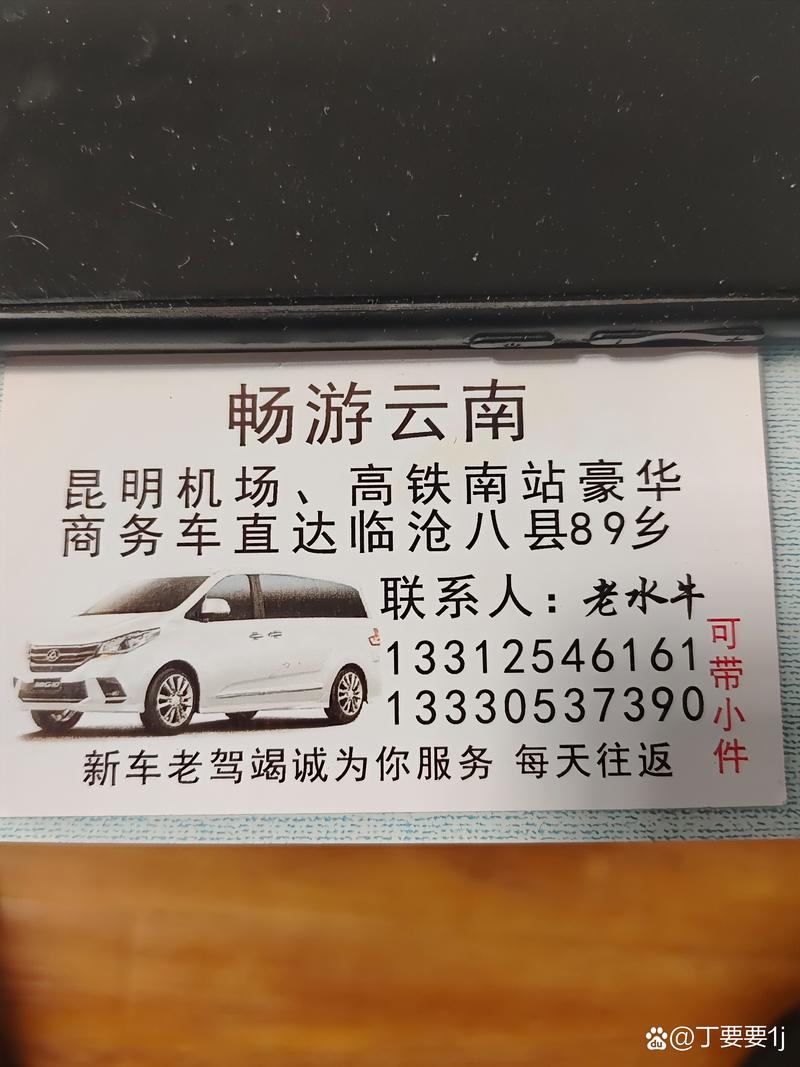 畅游云南
昆明机场、高铁南站豪华
商务车直达临沧八县89乡
联系人：老水牛
13312546161
13330537390
可带小件
新车老驾竭诚为你服务 每天往返
@丁要要1j